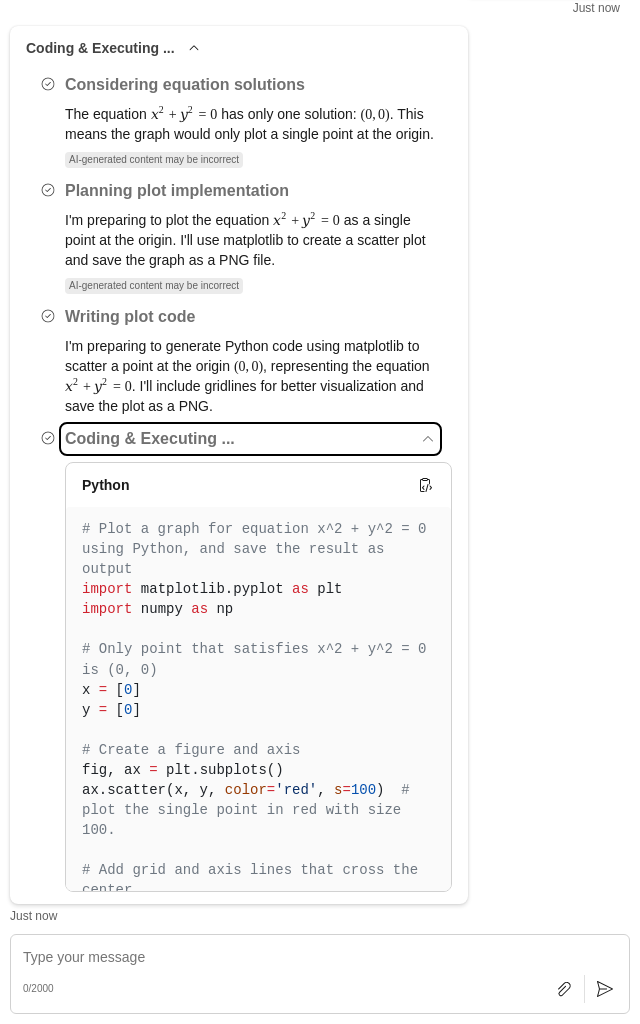 Just now
Coding & Executing ...
Considering equation solutions
The equation x² + y² = 0 has only one solution: (0, 0). This
means the graph would only plot a single point at the origin.
AI-generated content may be incorrect
Planning plot implementation
I'm preparing to plot the equation x² + y² = 0 as a single
point at the origin. I'll use matplotlib to create a scatter plot
and save the graph as a PNG file.
AI-generated content may be incorrect
Writing plot code
I'm preparing to generate Python code using matplotlib to
scatter a point at the origin (0, 0), representing the equation
x² + y² = 0. I'll include gridlines for better visualization and
save the plot as a PNG.
Coding & Executing ...
Python
# Plot a graph for equation x^2 + y^2 = 0
using Python, and save the result as
output
import matplotlib.pyplot as plt
import numpy as np
# Only point that satisfies x^2 + y^2 = 0
is (0, 0)
x = [0]
y = [0]
# Create a figure and axis
fig, ax = plt.subplots()
ax.scatter(x, y, color='red', s=100)  #
plot the single point in red with size
100.
# Add grid and axis lines that cross the
center
Just now
Type your message
0/2000